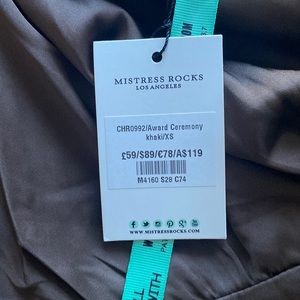 MISTRESS ROCKS
LOS ANGELES
CHR0992/Award Ceremony
khaki/XS
£59/$89/€78/A$119
M4160 S28 C74
WWW.MISTRESSROCKS.COM
WITH